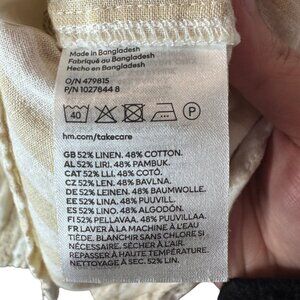 Made in Bangladesh
Fabriqué au Bangladesh
Hecho en Bangladesh
O/N 479815
P/N 1027844 8
40 P
hm.com/takecare
GB 52% LINEN. 48% COTTON.
AL 52% LIRI. 48% PAMBUK.
CAT 52% LLI. 48% COTÓ.
CZ 52% LEN. 48% BAVLNA.
DE 52% LEINEN. 48% BAUMWOLLE.
EE 52% LINA. 48% PUUVILL.
ES 52% LINO. 48% ALGODÓN.
FI 52% PELLAVAA. 48% PUUVILLAA.
FR LAVER À LA MACHINE À L'EAU
TIÈDE. BLANCHIR SANS CHLORE SI
NÉCESSAIRE. SÉCHER À L'AIR.
REPASSER À HAUTE TEMPÉRATURE.
NETTOYAGE À SEC. 52% LIN.